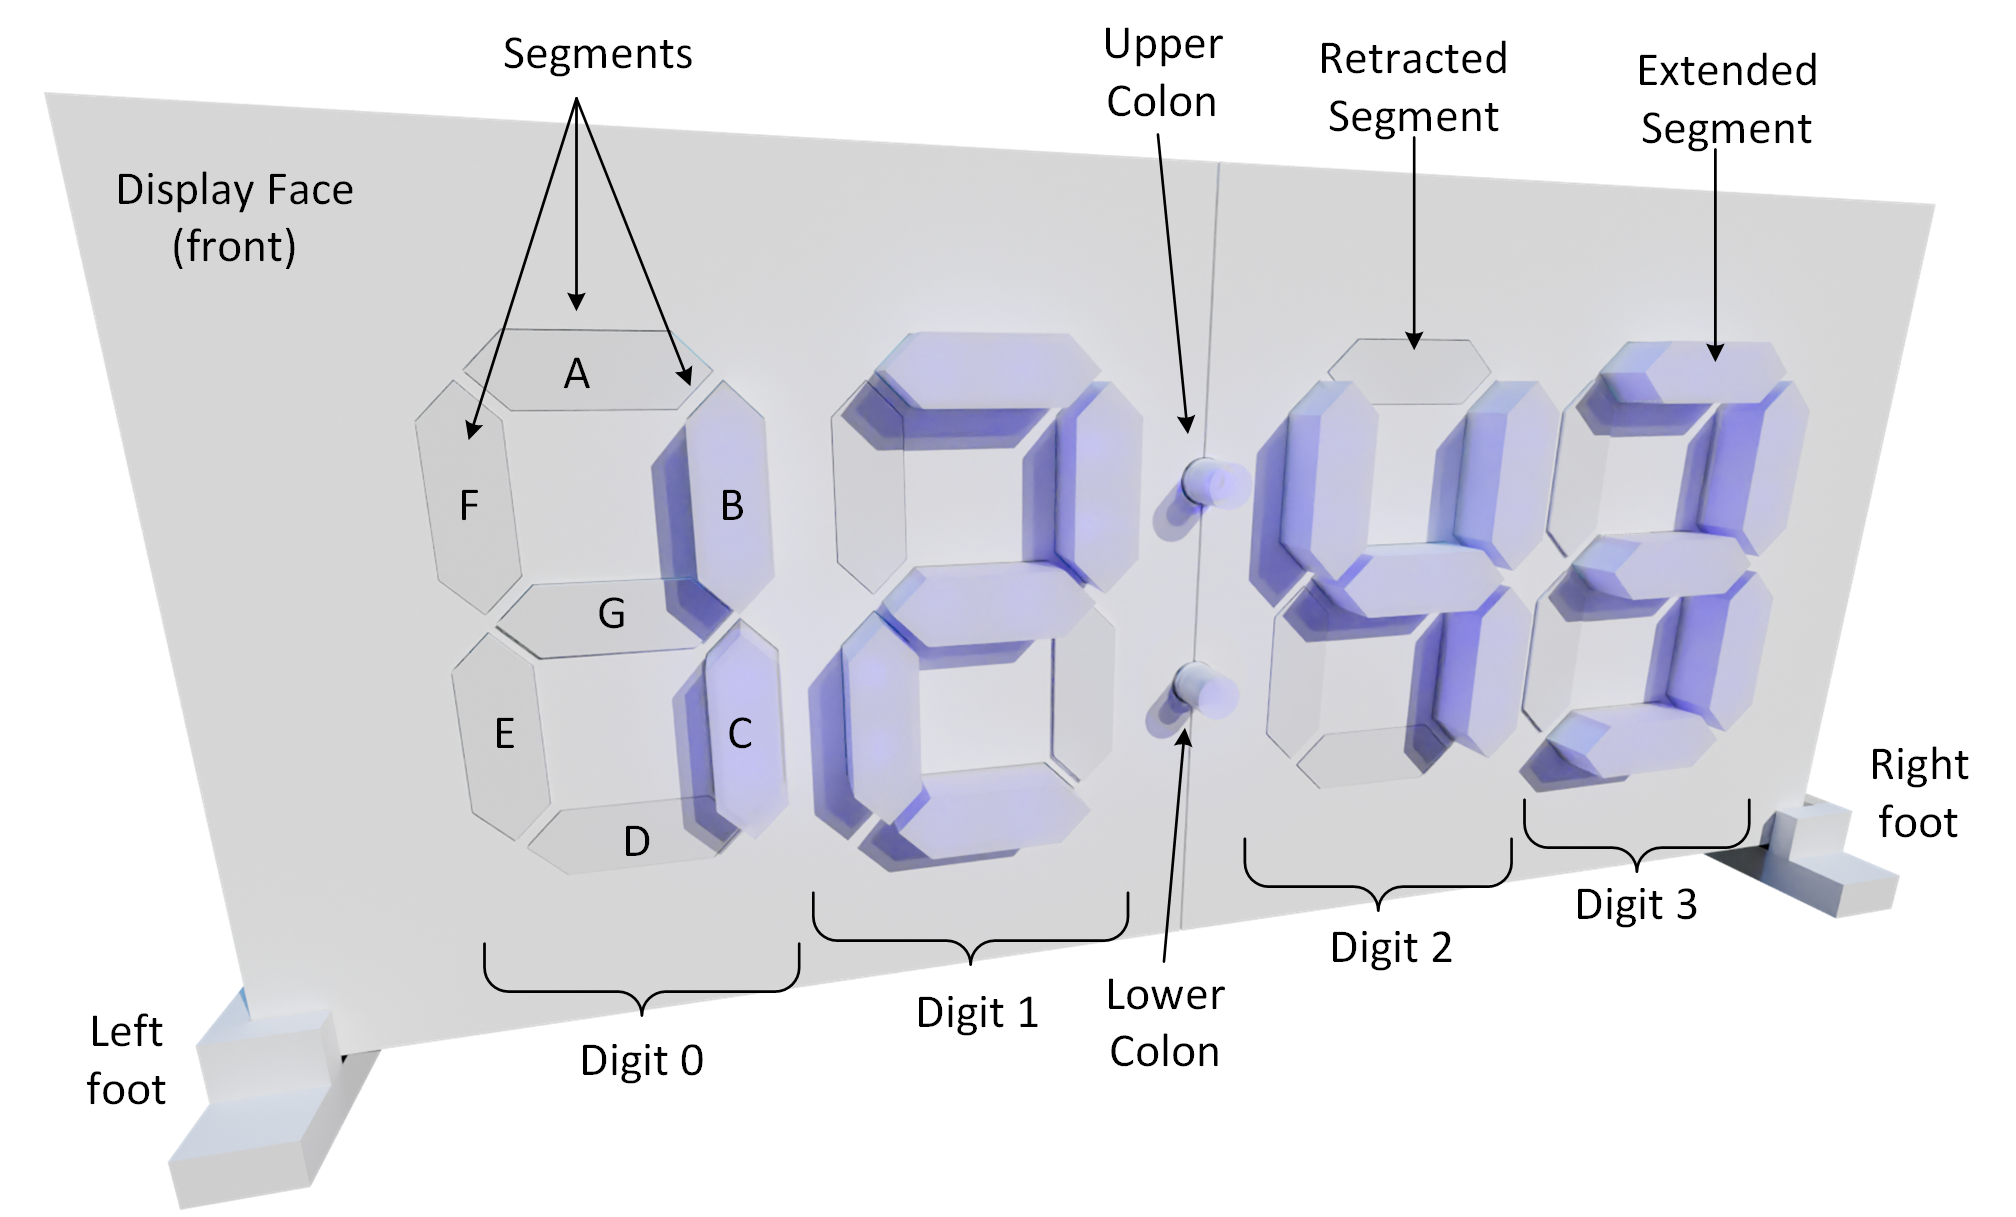 Segments
Upper
Colon
Retracted
Segment
Extended
Segment
Display Face
(front)
A
F
B
G
E
C
D
Right
foot
Digit 3
Digit 2
Digit 1
Lower
Colon
Left
foot
Digit 0